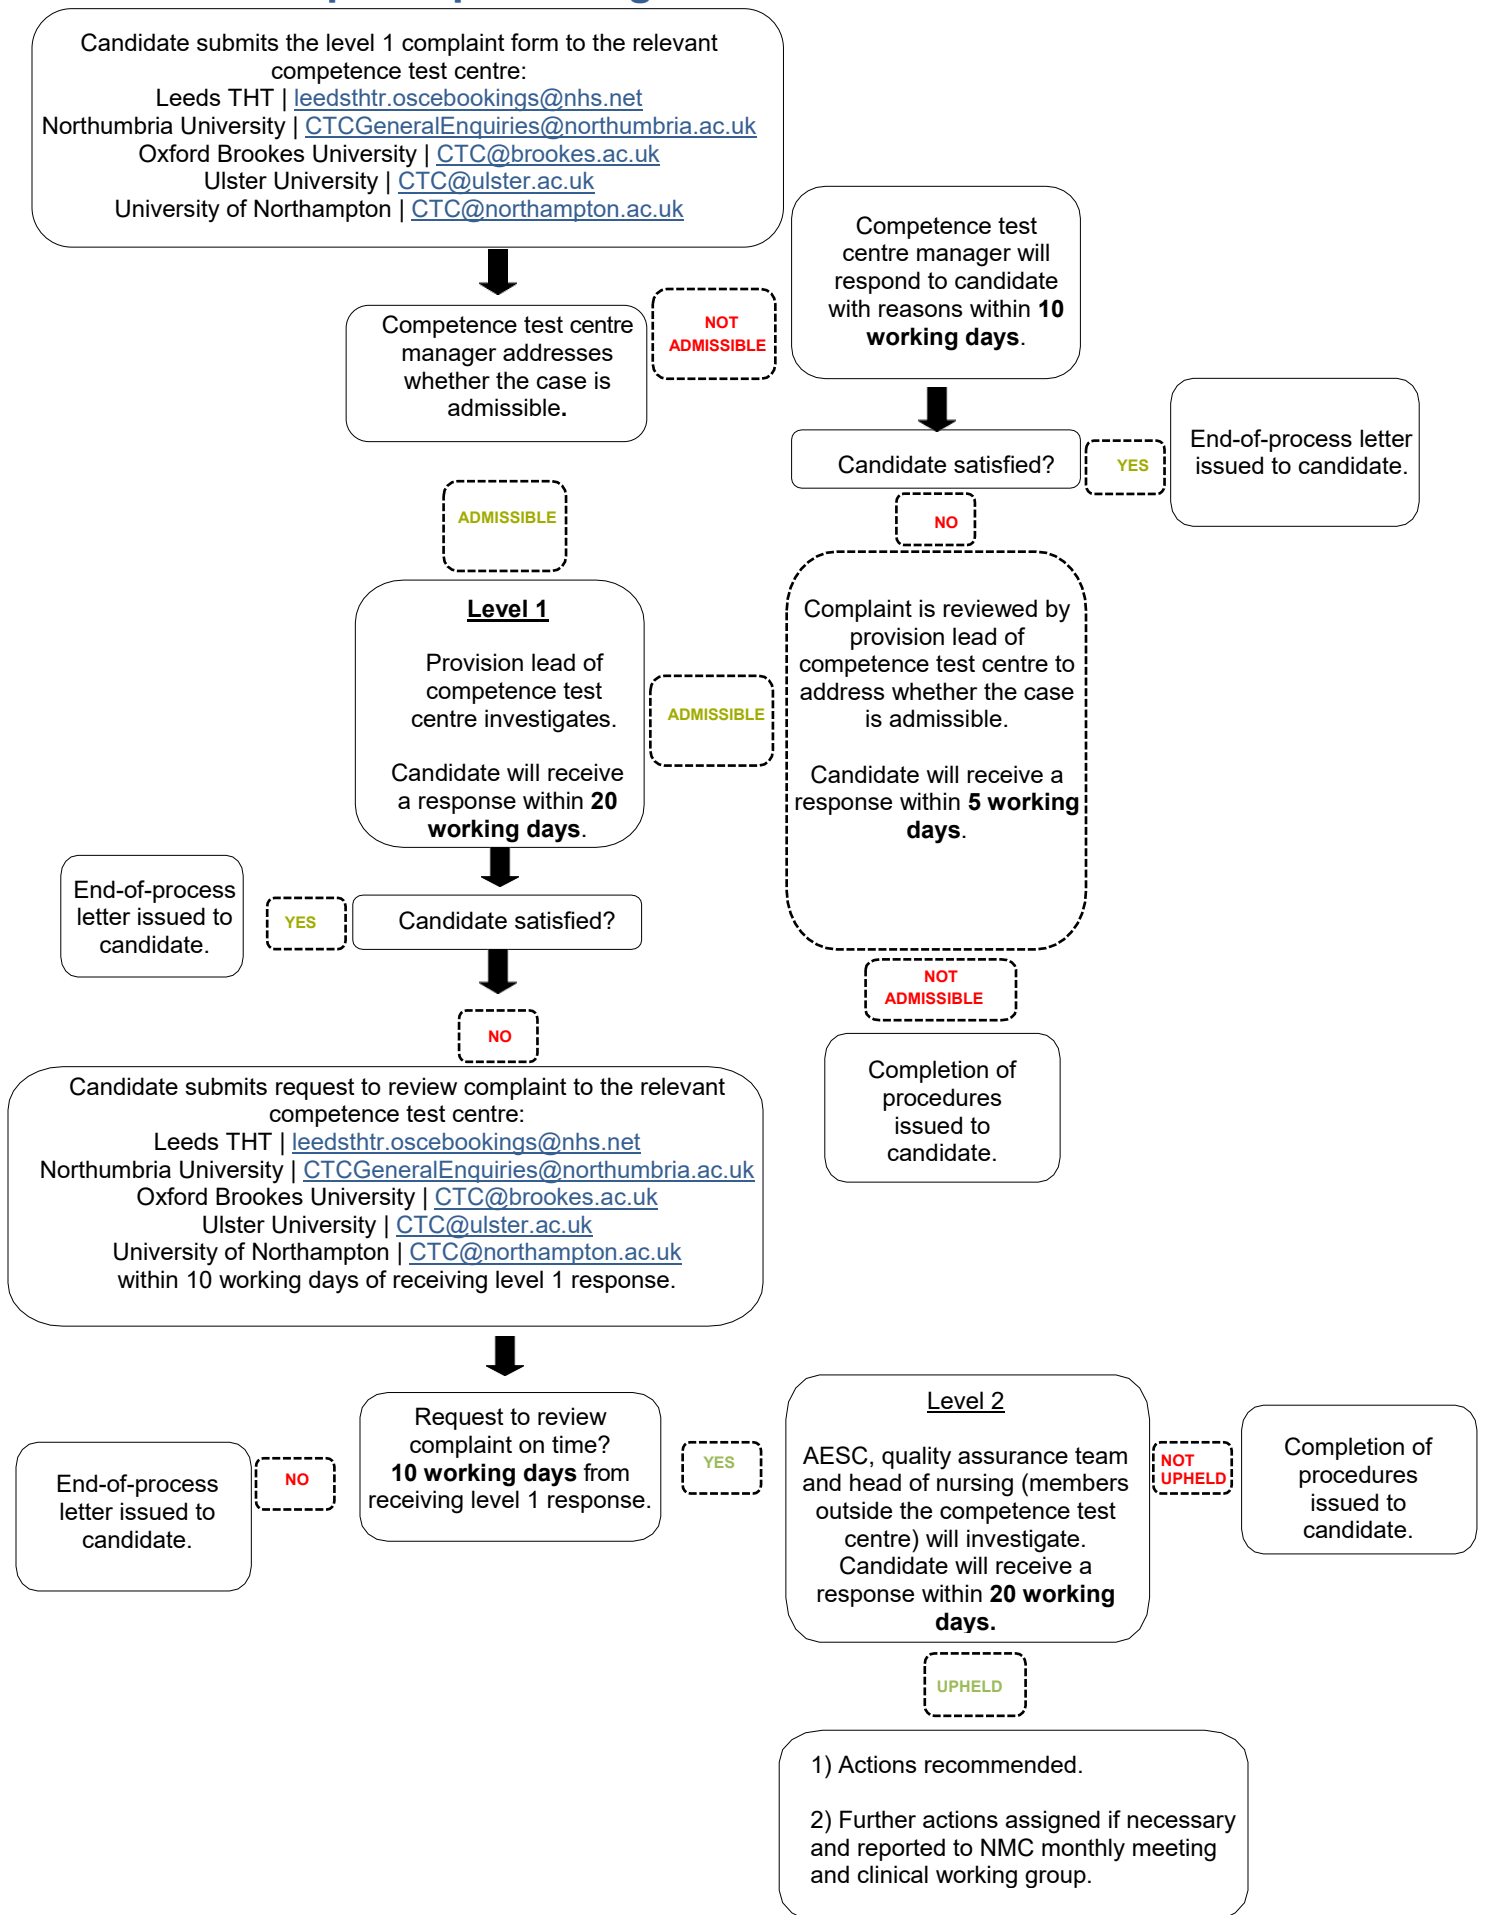 Candidate submits the level 1 complaint form to the relevant
competence test centre:
Leeds THT | leedsthtr.oscebookings@nhs.net
Northumbria University | CTCGeneralEnquiries@northumbria.ac.uk
Oxford Brookes University | CTC@brookes.ac.uk
Ulster University | CTC@ulster.ac.uk
University of Northampton | CTC@northampton.ac.uk
Competence test centre
manager addresses
whether the case is
admissible.
NOT
ADMISSIBLE
Competence test
centre manager will
respond to candidate
with reasons within 10
working days.
Candidate satisfied?
YES
End-of-process letter
issued to candidate.
NO
ADMISSIBLE
Level 1
Provision lead of
competence test
centre investigates.
Candidate will receive
a response within 20
working days.
ADMISSIBLE
Complaint is reviewed by
provision lead of
competence test centre to
address whether the case
is admissible.
Candidate will receive a
response within 5 working
days.
NOT
ADMISSIBLE
Completion of
procedures
issued to
candidate.
End-of-process
letter issued to
candidate.
YES
Candidate satisfied?
NO
Candidate submits request to review complaint to the relevant
competence test centre:
Leeds THT | leedsthtr.oscebookings@nhs.net
Northumbria University | CTCGeneralEnquiries@northumbria.ac.uk
Oxford Brookes University | CTC@brookes.ac.uk
Ulster University | CTC@ulster.ac.uk
University of Northampton | CTC@northampton.ac.uk
within 10 working days of receiving level 1 response.
End-of-process
letter issued to
candidate.
NO
Request to review
complaint on time?
10 working days from
receiving level 1 response.
YES
Level 2
AESC, quality assurance team
and head of nursing (members
outside the competence test
centre) will investigate.
Candidate will receive a
response within 20 working
days.
NOT
UPHELD
Completion of
procedures
issued to
candidate.
UPHELD
1) Actions recommended.
2) Further actions assigned if necessary
and reported to NMC monthly meeting
and clinical working group.